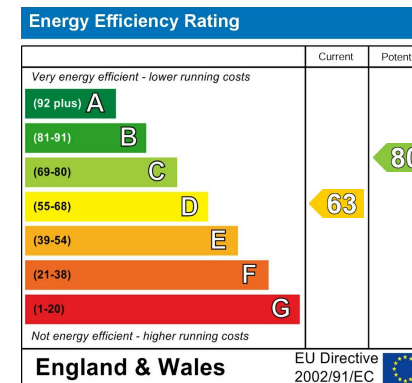 Energy Efficiency Rating
Current Potent
Very energy efficient - lower running costs
(92 plus) A
(81-91) B
(69-80) C
80
(55-68) D
63
(39-54) E
(21-38) F
(1-20) G
Not energy efficient - higher running costs
England & Wales
EU Directive
2002/91/EC